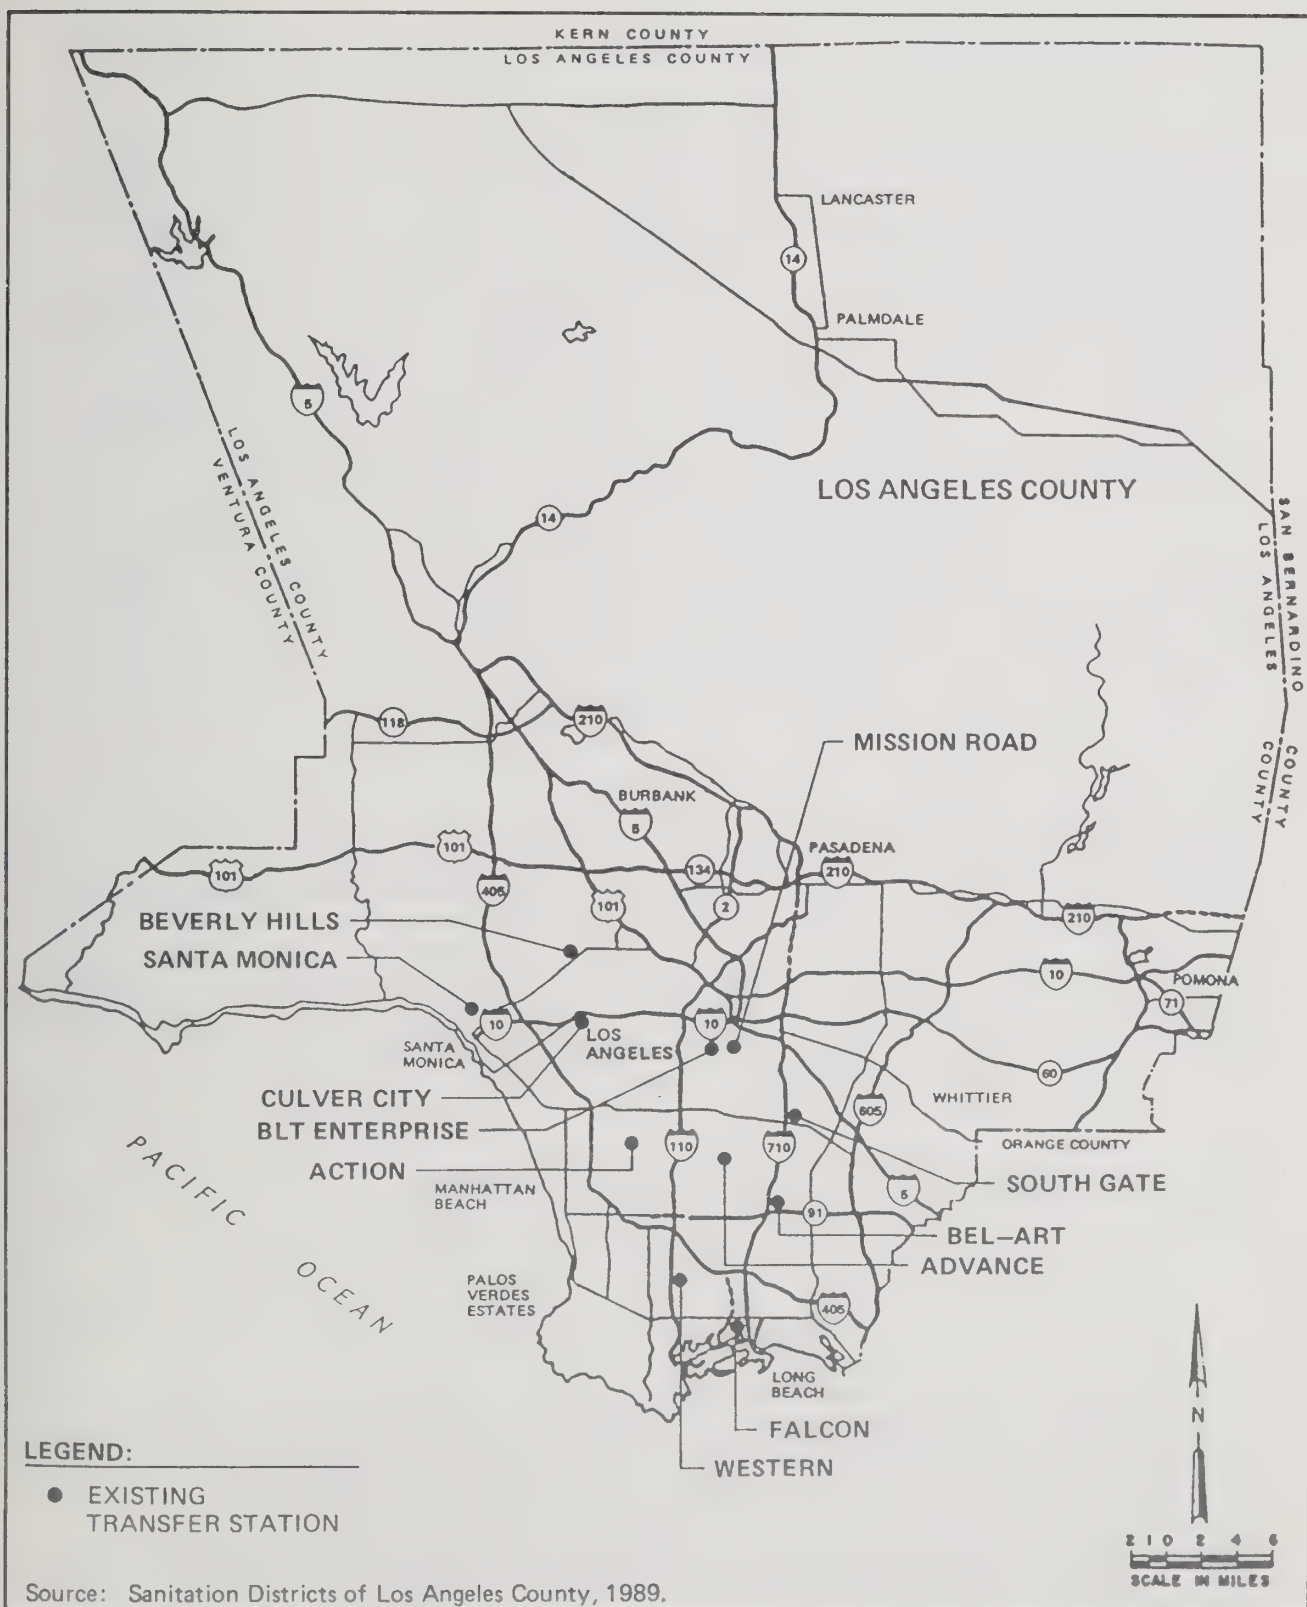 KERN COUNTY
LOS ANGELES COUNTY
LANCASTER
14
PALMDALE
5
LOS ANGELES COUNTY
VENTURA COUNTY
LOS ANGELES COUNTY
14
SAN BERNARDINO COUNTY
LOS ANGELES COUNTY
118
210
MISSION ROAD
BURBANK
5
101
101
PASADENA
134
210
405
101
2
210
BEVERLY HILLS
SANTA MONICA
10
POMONA
71
10
LOS
ANGELES
10
SANTA
MONICA
60
CULVER CITY
WHITTIER
605
BLT ENTERPRISE
ORANGE COUNTY
110
710
ACTION
SOUTH GATE
MANHATTAN
BEACH
5
91
BEL-ART
ADVANCE
PACIFIC
OCEAN
PALOS
VERDES
ESTATES
405
LONG
BEACH
FALCON
WESTERN
N
LEGEND:
EXISTING
TRANSFER STATION
2 1 0 2 4 6
SCALE IN MILES
Source: Sanitation Districts of Los Angeles County, 1989.